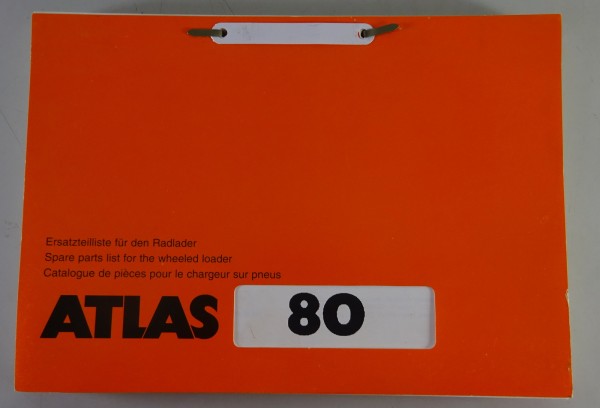 Ersatzteilliste für den Radlader
Spare parts list for the wheeled loader
Catalogue de pièces pour le chargeur sur pneus
ATLAS 80